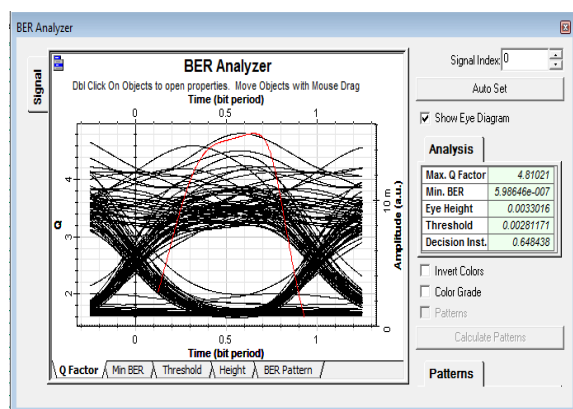 BER Analyzer
Signal
BER Analyzer
Dbl Click On Objects to open properties. Move Objects with Mouse Drag
Time (bit period)
0 0.5 1
Q
4
3
2
Amplitude (a.u.)
10 m
0
0 0.5 1
Time (bit period)
Q Factor Min BER Threshold Height BER Pattern
Signal Index: 0
Auto Set
Show Eye Diagram
Analysis
Max. Q Factor 4.81021
Min. BER 5.98646e-007
Eye Height 0.0033016
Threshold 0.00281171
Decision Inst. 0.648438
Invert Colors
Color Grade
Patterns
Calculate Patterns
Patterns